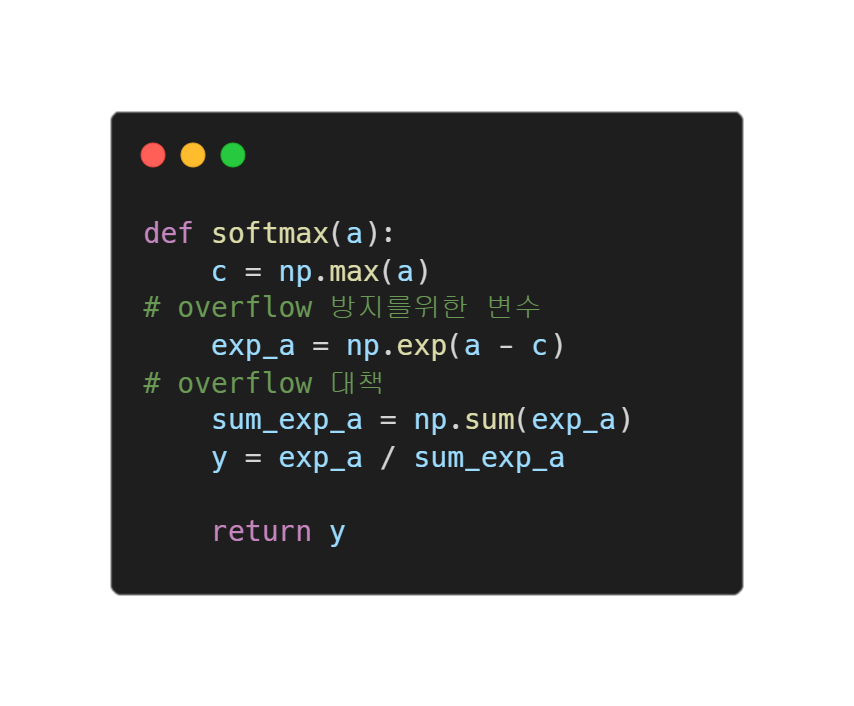 def softmax(a):
    c = np.max(a)
# overflow 방지를위한 변수
    exp_a = np.exp(a - c)
# overflow 대책
    sum_exp_a = np.sum(exp_a)
    y = exp_a / sum_exp_a

    return y